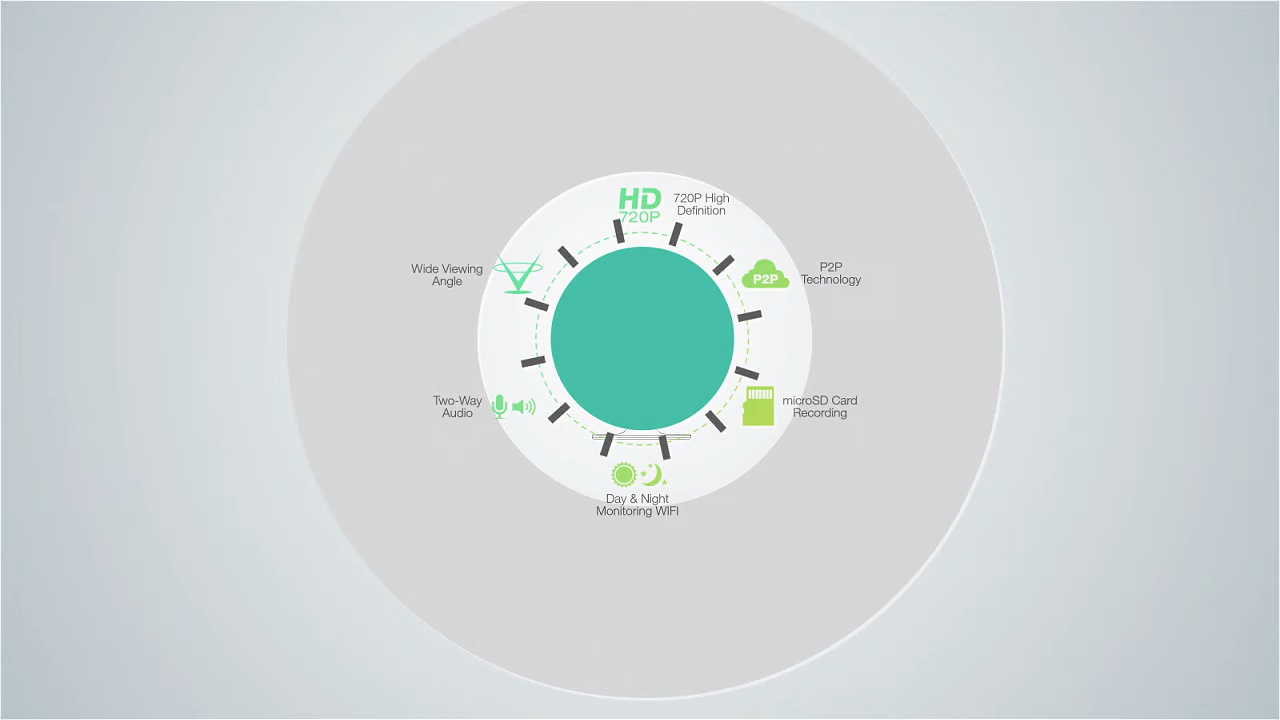 HD
720P
720P High
Definition
Wide Viewing
Angle
P2P
P2P
Technology
Two-Way
Audio
microSD Card
Recording
Day & Night
Monitoring WIFI